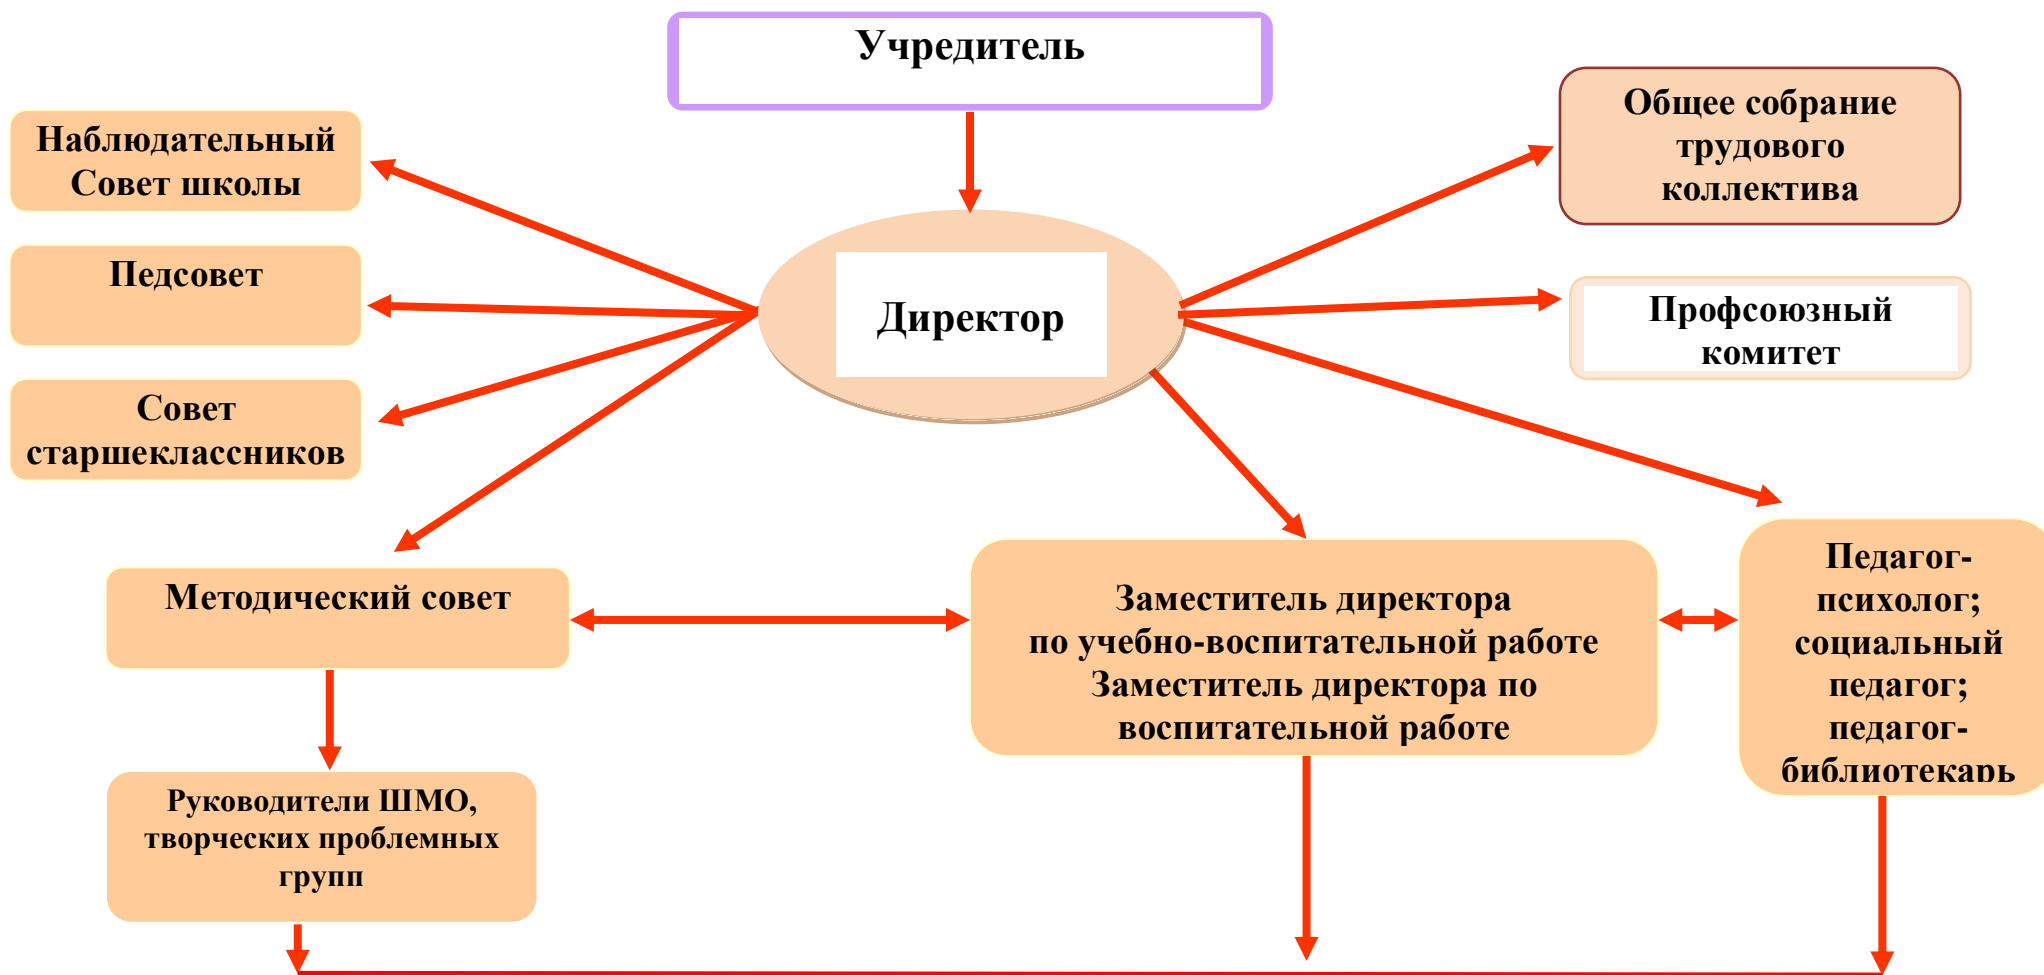 Учредитель
Наблюдательный
Совет школы
Общее собрание
трудового
коллектива
Педсовет
Директор
Профсоюзный
комитет
Совет
старшеклассников
Методический совет
Заместитель директора
по учебно-воспитательной работе
Заместитель директора по
воспитательной работе
Педагог-
психолог;
социальный
педагог;
педагог-
библиотекарь
Руководители ШМО,
творческих проблемных
групп